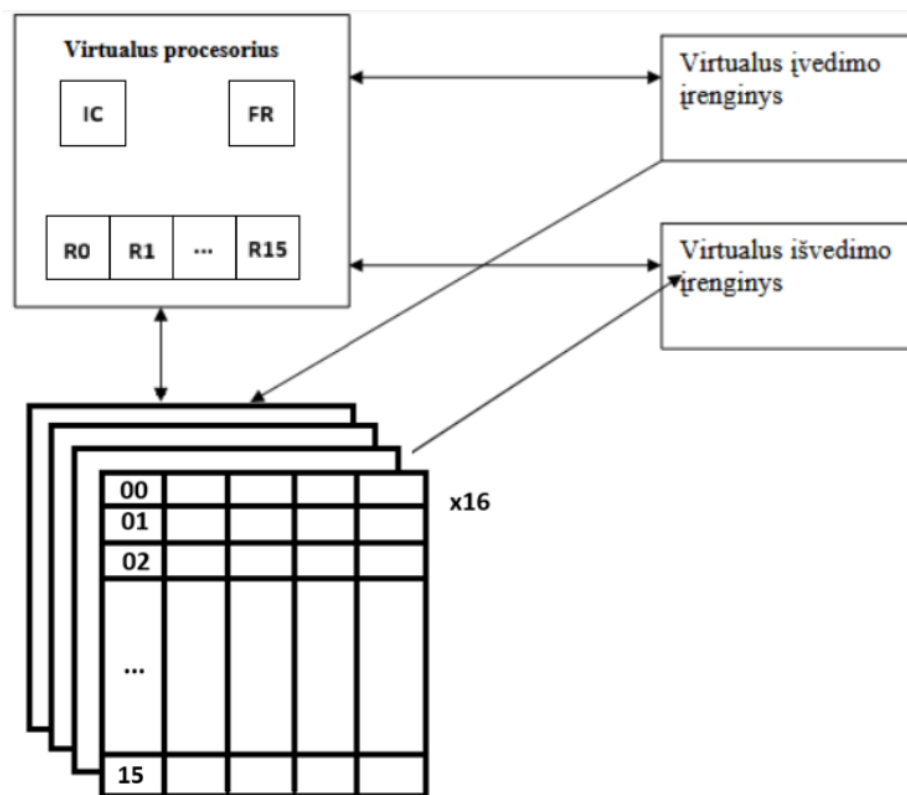 Virtualus procesorius
IC
FR
R0 R1 ... R15
Virtualus įvedimo
įrenginys
Virtualus išvedimo
įrenginys
00
01
02
...
15
x16